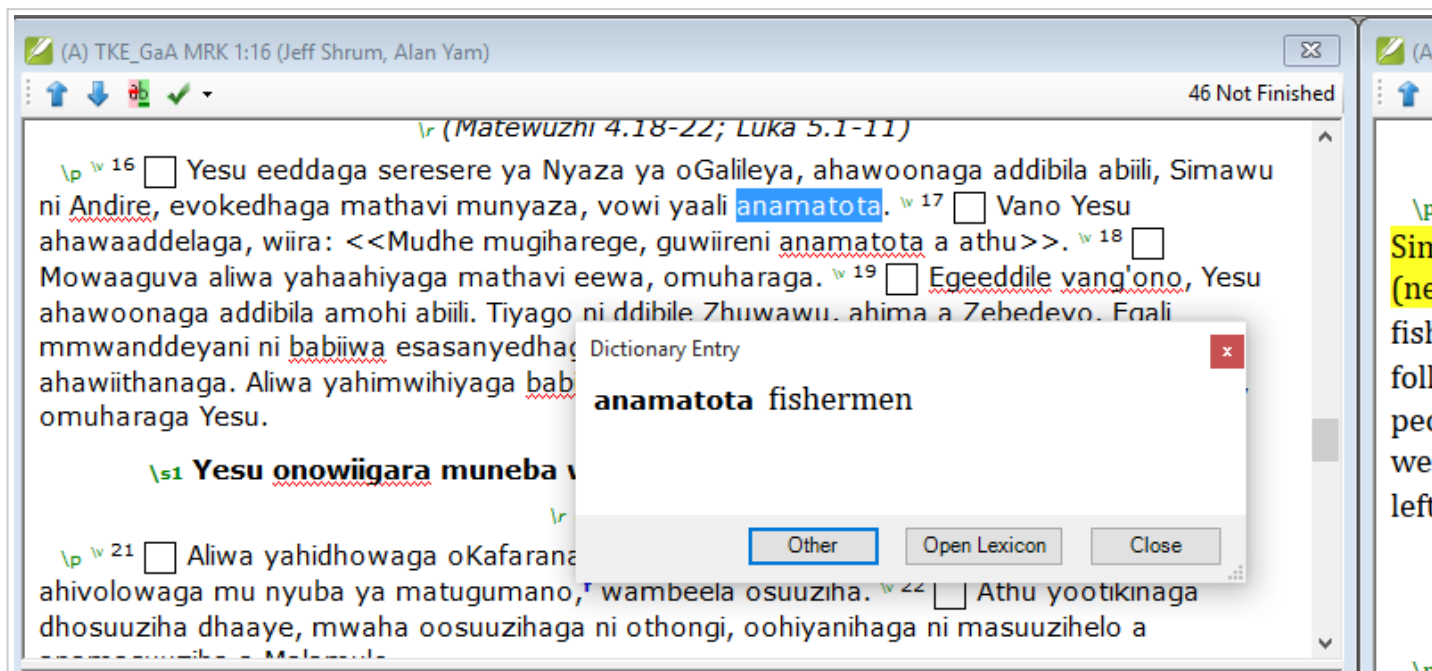 (A) TKE_GaA MRK 1:16 (Jeff Shrum, Alan Yam)
46 Not Finished
\r (Matewuzhi 4.18-22; Luka 5.1-11)
\p \v 16 Yesu eeddaga seresere ya Nyaza ya oGalileya, ahawoonaga addibila abiili, Simawu
ni Andire, evokedhaga mathavi munyaza, vowi yaali anamatota. \v 17 Vano Yesu
ahawaaddelaga, wiira: <<Mudhe mugiharege, guwiireni anamatota a athu>>. \v 18
Mowaaguva aliwa yahaahiyaga mathavi eewa, omuharaga. \v 19 Egeeddile vang'ono, Yesu
ahawoonaga addibila amohi abiili. Tiyago ni ddibile Zhuwawu, ahima a Zebedeyo. Egali
mmwanddeyani ni babiiwa esasanyedhag
ahawiithanaga. Aliwa yahimwihiyaga bab
omuharaga Yesu.
Dictionary Entry
anamatota fishermen
Other
Open Lexicon
Close
\s1 Yesu onowiigara muneba
\r
\p \v 21 Aliwa yahidhowaga oKafarana
ahivolowaga mu nyuba ya matugumano,f wambeela osuuziha. \v 22 Athu yootikinaga
dhosuuziha dhaaye, mwaha oosuuzihaga ni othongi, oohiyanihaga ni masuuzihelo a
(A
\p
Sim
(ne
fish
foll
peo
we
left